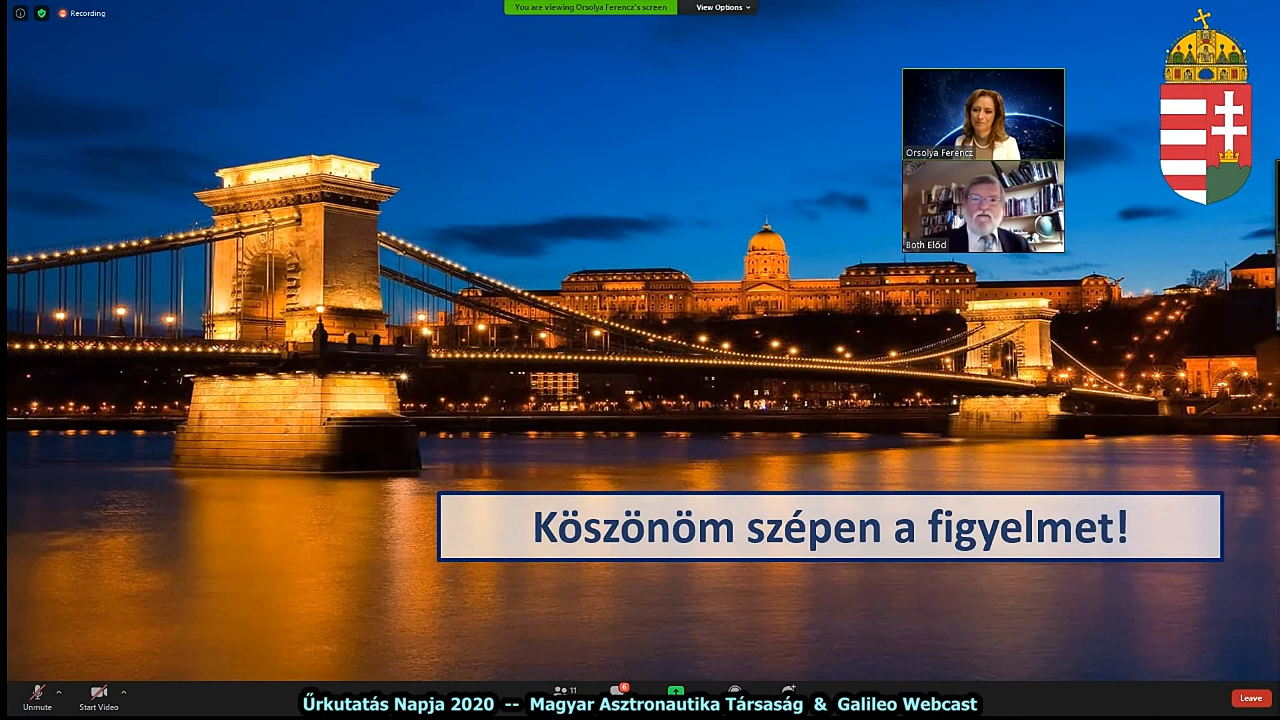 Recording
You are viewing Orsolya Ferencz's screen
View Options
Orsolya Ferencz
Both Előd
Köszönöm szépen a figyelmet!
Unmute
Start Video
11
6
Leave
Űrkutatás Napja 2020 -- Magyar Asztronautika Társaság & Galileo Webcast